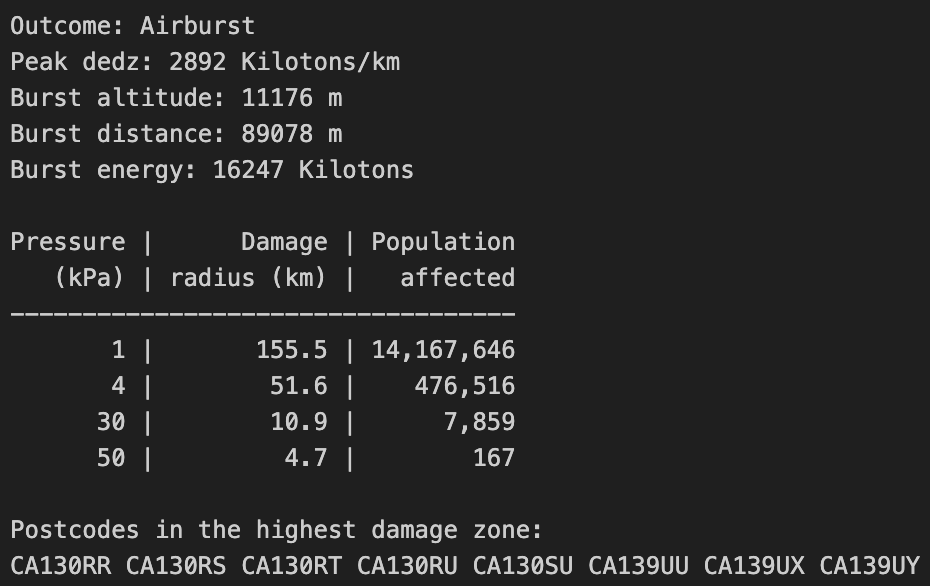 Outcome: Airburst
Peak dedz: 2892 Kilotons/km
Burst altitude: 11176 m
Burst distance: 89078 m
Burst energy: 16247 Kilotons
Pressure |        Damage | Population
   (kPa) | radius (km) |   affected
-----------------------------------
       1 |         155.5 | 14,167,646
       4 |          51.6 |    476,516
      30 |          10.9 |      7,859
      50 |           4.7 |        167
Postcodes in the highest damage zone:
CA130RR CA130RS CA130RT CA130RU CA130SU CA139UU CA139UX CA139UY